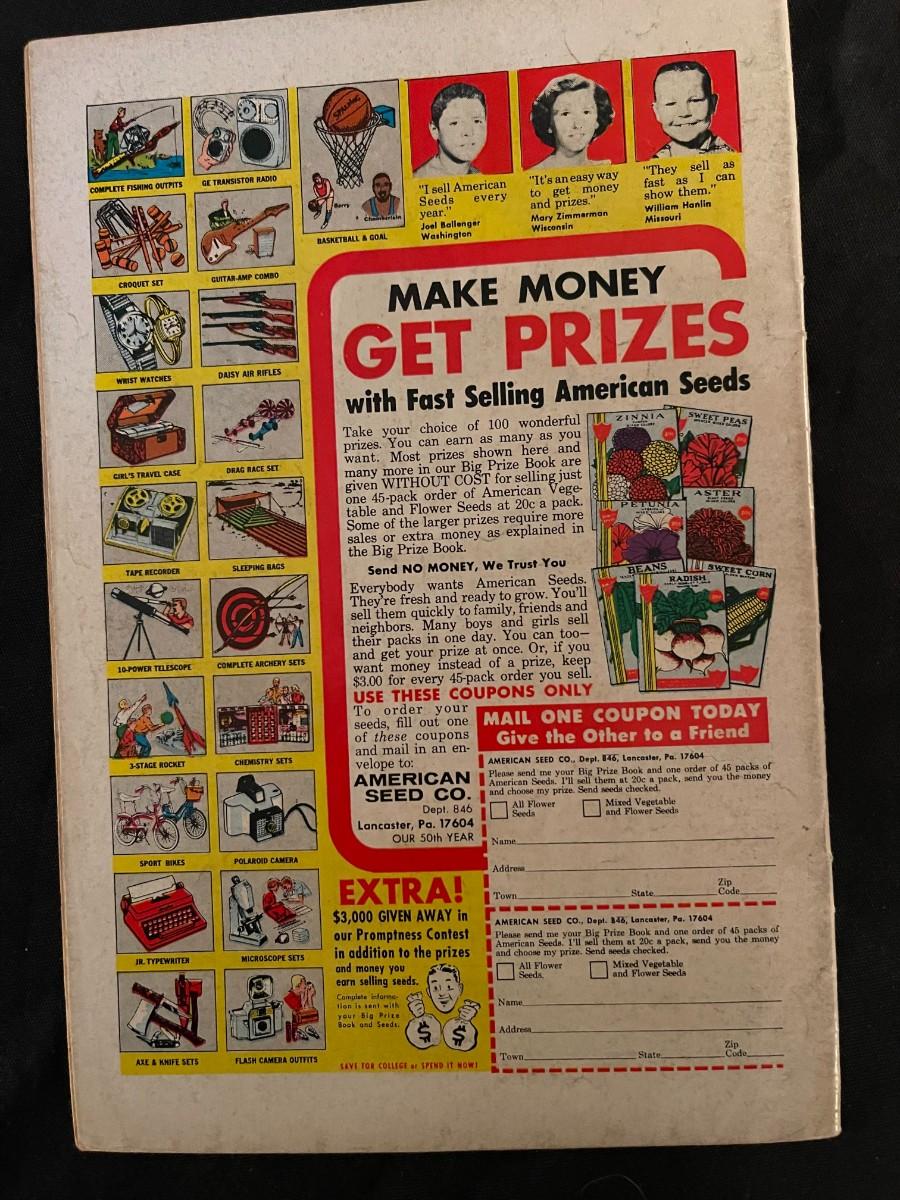 COMPLETE FISHING OUTFITS
GE TRANSISTOR RADIO
SPALDING
Barry
Chamberlain
BASKETBALL & GOAL
"I sell American
Seeds every
year."
Joel Ballenger
Washington
"It's an easy way
to get money
and prizes."
Mary Zimmerman
Wisconsin
"They sell as
fast as I can
show them."
William Hanlin
Missouri
CROQUET SET
GUITAR-AMP COMBO
WRIST WATCHES
DAISY AIR RIFLES
GIRL'S TRAVEL CASE
DRAG RACE SET
TAPE RECORDER
SLEEPING BAGS
10-POWER TELESCOPE
COMPLETE ARCHERY SETS
3-STAGE ROCKET
CHEMISTRY SETS
SPORT BIKES
POLAROID CAMERA
JR. TYPEWRITER
MICROSCOPE SETS
AXE & KNIFE SETS
FLASH CAMERA OUTFITS
MAKE MONEY
GET PRIZES
with Fast Selling American Seeds
Take your choice of 100 wonderful
prizes. You can earn as many as you
want. Most prizes shown here and
many more in our Big Prize Book are
given WITHOUT COST for selling just
one 45-pack order of American Vege-
table and Flower Seeds at 20c a pack.
Some of the larger prizes require more
sales or extra money as explained in
the Big Prize Book.
Send NO MONEY, We Trust You
Everybody wants American Seeds.
They're fresh and ready to grow. You'll
sell them quickly to family, friends and
neighbors. Many boys and girls sell
their packs in one day. You can too—
and get your prize at once. Or, if you
want money instead of a prize, keep
$3.00 for every 45-pack order you sell.
USE THESE COUPONS ONLY
To order your
seeds, fill out one
of these coupons
and mail in an en-
velope to:
AMERICAN
SEED CO.
Dept. 846
Lancaster, Pa. 17604
OUR 50th YEAR
ZINNIA
SWEET PEAS
PETUNIA
ASTER
BEANS
RADISH
SWEET CORN
MAIL ONE COUPON TODAY
Give the Other to a Friend
AMERICAN SEED CO., Dept. 846, Lancaster, Pa. 17604
Please send me your Big Prize Book and one order of 45 packs of
American Seeds. I'll sell them at 20c a pack, send you the money
and choose my prize. Send seeds checked.
All Flower
Seeds
Mixed Vegetable
and Flower Seeds
Name
Address
Town State Zip
Code
AMERICAN SEED CO., Dept. 846, Lancaster, Pa. 17604
Please send me your Big Prize Book and one order of 45 packs of
American Seeds. I'll sell them at 20c a pack, send you the money
and choose my prize. Send seeds checked.
All Flower
Seeds.
Mixed Vegetable
and Flower Seeds
Name
Address
Town State Zip
Code
EXTRA!
$3,000 GIVEN AWAY in
our Promptness Contest
in addition to the prizes
and money you
earn selling seeds.
Complete informa-
tion is sent with
your Big Prize
Book and Seeds.
$ $
SAVE FOR COLLEGE or SPEND IT NOW!